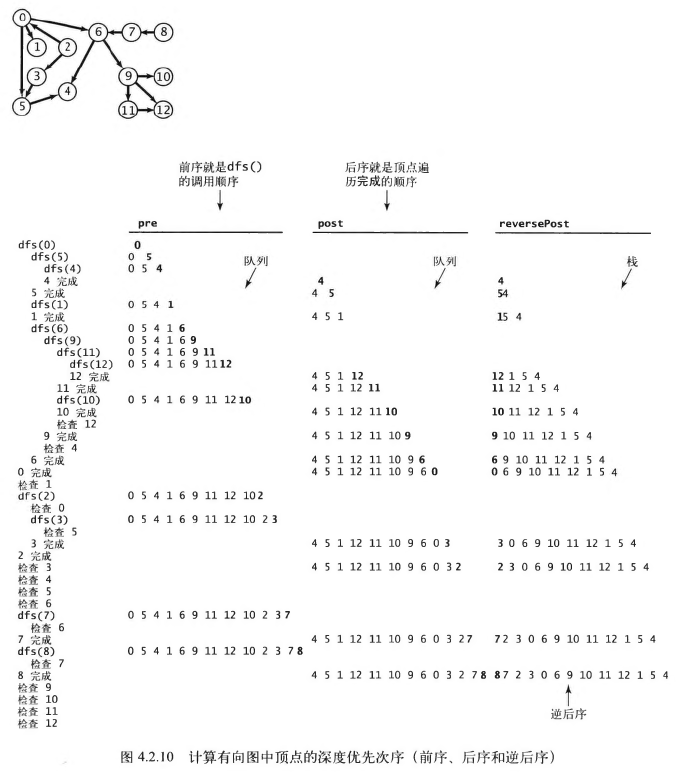 0
6
7
8
1
2
3
9
10
4
5
11
12
前序就是dfs()
的调用顺序
后序就是顶点遍
历完成的顺序
pre post reversePost
队列 队列 栈
dfs(0) 0
dfs(5) 0 5
dfs(4) 0 5 4
4 完成 4 4
5 完成 4 5 54
dfs(1) 0 5 4 1
1 完成 4 5 1 15 4
dfs(6) 0 5 4 1 6
dfs(9) 0 5 4 1 6 9
dfs(11) 0 5 4 1 6 9 11
dfs(12) 0 5 4 1 6 9 11 12
12 完成 4 5 1 12 12 1 5 4
11 完成 4 5 1 12 11 11 12 1 5 4
dfs(10) 0 5 4 1 6 9 11 12 10
10 完成 4 5 1 12 11 10 10 11 12 1 5 4
检查 12
9 完成 4 5 1 12 11 10 9 9 10 11 12 1 5 4
检查 4
6 完成 4 5 1 12 11 10 9 6 6 9 10 11 12 1 5 4
0 完成 4 5 1 12 11 10 9 6 0 0 6 9 10 11 12 1 5 4
检查 1
dfs(2) 0 5 4 1 6 9 11 12 10 2
检查 0
dfs(3) 0 5 4 1 6 9 11 12 10 2 3
检查 5
3 完成 4 5 1 12 11 10 9 6 0 3 3 0 6 9 10 11 12 1 5 4
2 完成
检查 3 4 5 1 12 11 10 9 6 0 3 2 2 3 0 6 9 10 11 12 1 5 4
检查 4
检查 5
检查 6
dfs(7) 0 5 4 1 6 9 11 12 10 2 3 7
检查 6
7 完成 4 5 1 12 11 10 9 6 0 3 2 7 7 2 3 0 6 9 10 11 12 1 5 4
dfs(8) 0 5 4 1 6 9 11 12 10 2 3 7 8
检查 7
8 完成 4 5 1 12 11 10 9 6 0 3 2 7 8 8 7 2 3 0 6 9 10 11 12 1 5 4
检查 9
检查 10
检查 11
检查 12
逆后序
图 4.2.10 计算有向图中顶点的深度优先次序（前序、后序和逆后序）